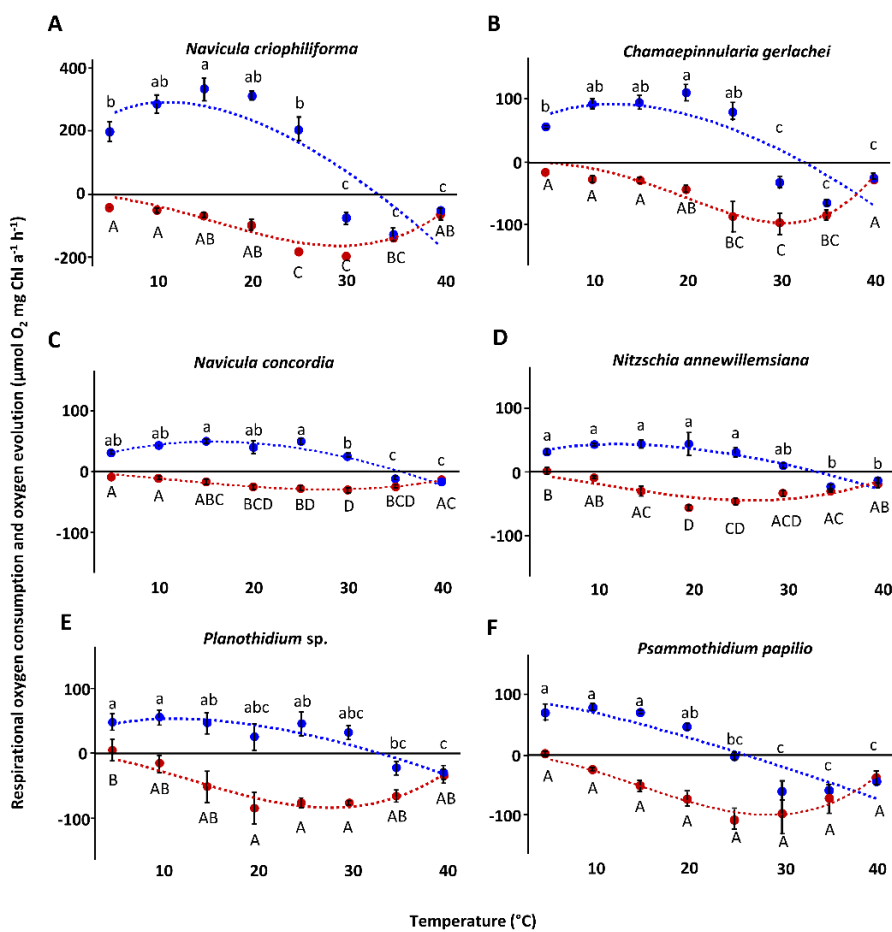 Respirational oxygen consumption and oxygen evolution (µmol O₂ mg Chl a⁻¹ h⁻¹)
A
Navicula criophiliforma
400
200
0
-200
b
ab
a
ab
b
c
c
c
A
A
AB
AB
C
C
BC
AB
10
20
30
40
B
Chamaepinnularia gerlachei
100
0
-100
b
ab
ab
a
ab
c
c
c
A
A
A
AB
BC
C
BC
A
10
20
30
40
C
Navicula concordia
100
0
-100
ab
ab
a
ab
a
b
c
c
A
A
ABC
BCD
BD
D
BCD
AC
10
20
30
40
D
Nitzschia annewillemsiana
100
0
-100
a
a
a
a
a
ab
b
b
B
AB
AC
D
CD
ACD
AC
AB
10
20
30
40
E
Planothidium sp.
100
0
-100
a
a
ab
abc
ab
abc
bc
c
B
AB
AB
A
A
A
AB
AB
10
20
30
40
F
Psammothidium papilio
100
0
-100
a
a
a
ab
bc
c
c
c
A
A
A
A
A
A
A
A
10
20
30
40
Temperature (°C)